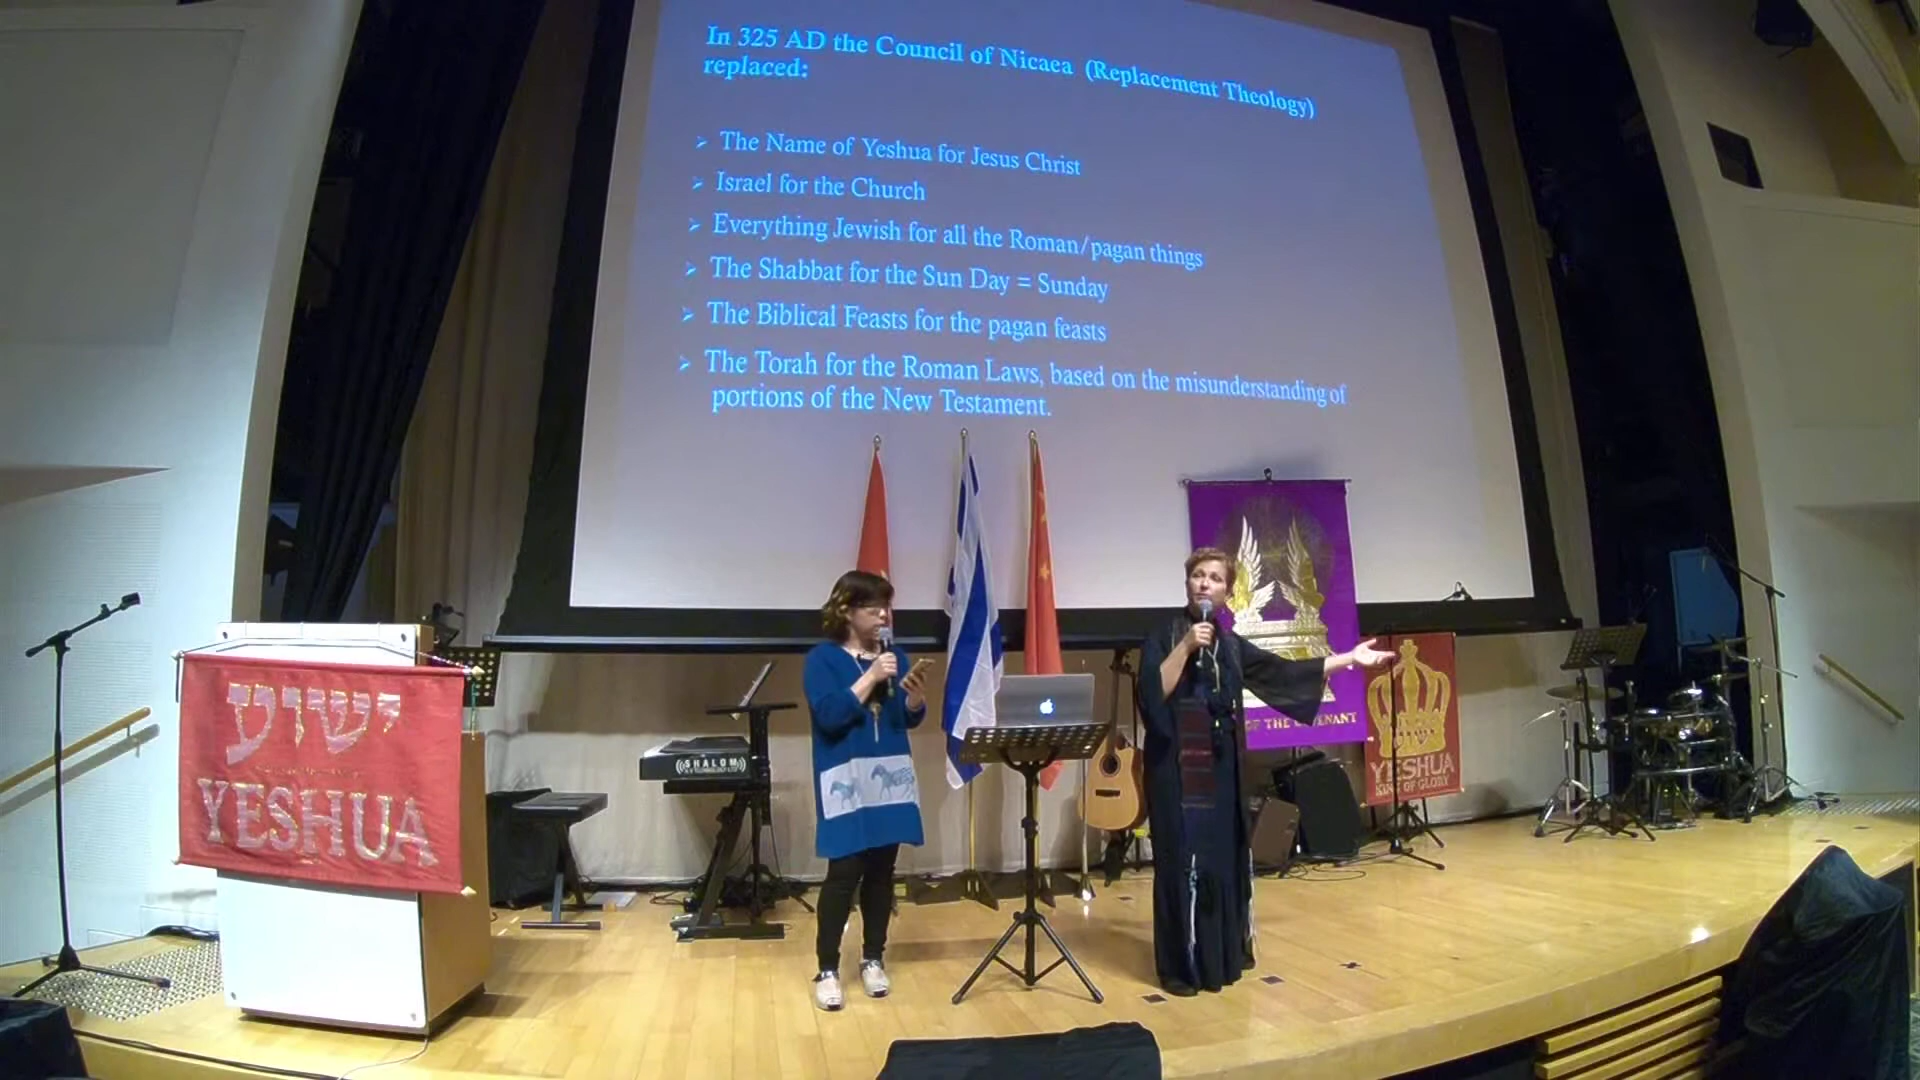 In 325 AD the Council of Nicaea (Replacement Theology)
replaced:
➢ The Name of Yeshua for Jesus Christ
➢ Israel for the Church
➢ Everything Jewish for all the Roman/pagan things
➢ The Shabbat for the Sun Day = Sunday
➢ The Biblical Feasts for the pagan feasts
➢ The Torah for the Roman Laws, based on the misunderstanding of
portions of the New Testament.
ישוע
YESHUA
SHALOM
OF THE
YESHUA
KING OF GLORY